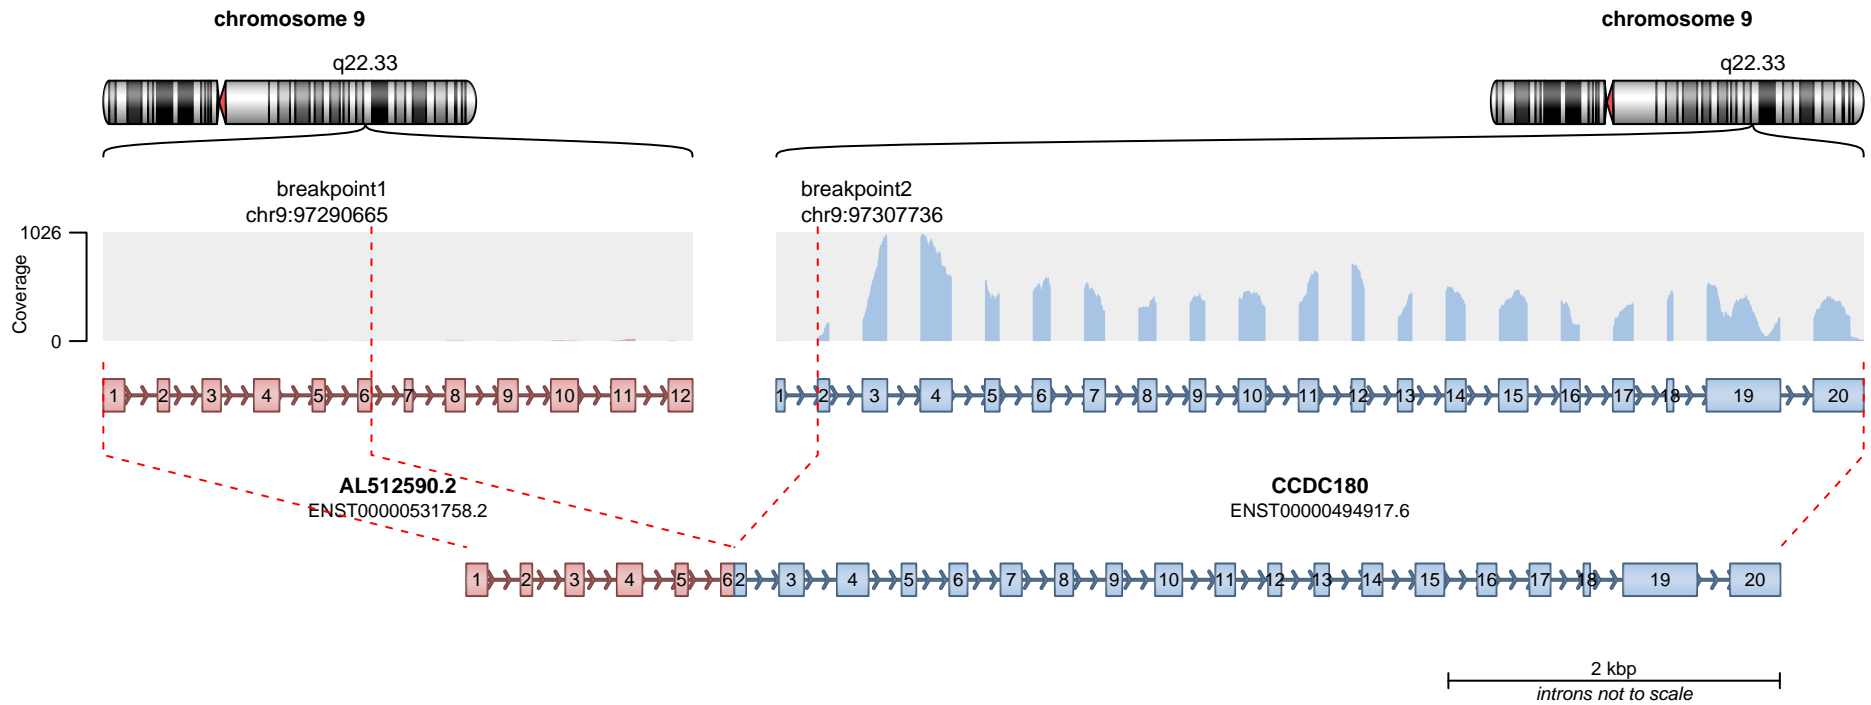 chromosome 9
chromosome 9
q22.33
q22.33
breakpoint1
chr9:97290665
breakpoint2
chr9:97307736
1026
Coverage
0
1 2 3 4 5 6 7 8 9 10 11 12
1 2 3 4 5 6 7 8 9 10 11 12 13 14 15 16 17 18 19 20
AL512590.2
ENST00000531758.2
CCDC180
ENST00000494917.6
1 2 3 4 5 6 2 3 4 5 6 7 8 9 10 11 12 13 14 15 16 17 18 19 20
2 kbp
introns not to scale